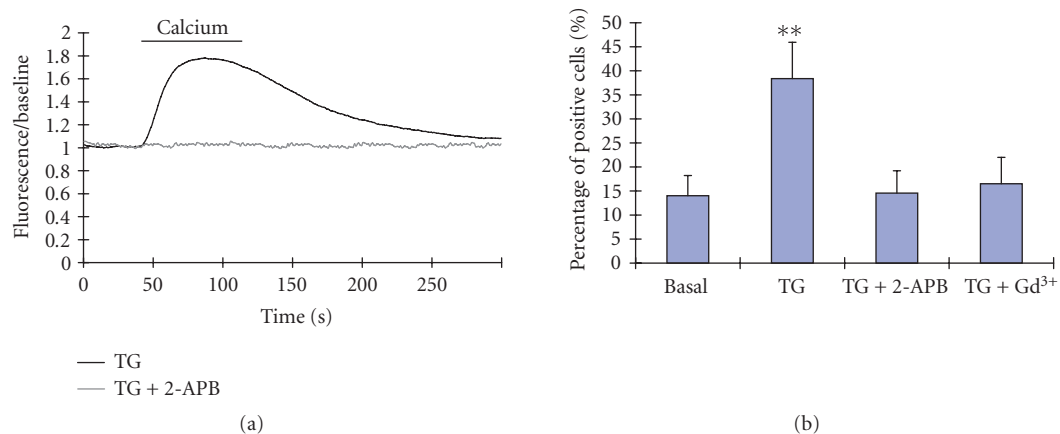 Calcium
Fluorescence/baseline
2
1.8
1.6
1.4
1.2
1
0.8
0.6
0.4
0.2
0
0 50 100 150 200 250
Time (s)
TG
TG + 2-APB
(a)
Percentage of positive cells (%)
50
45
40
35
30
25
20
15
10
5
0
**
Basal TG TG + 2-APB TG + Gd³⁺
(b)